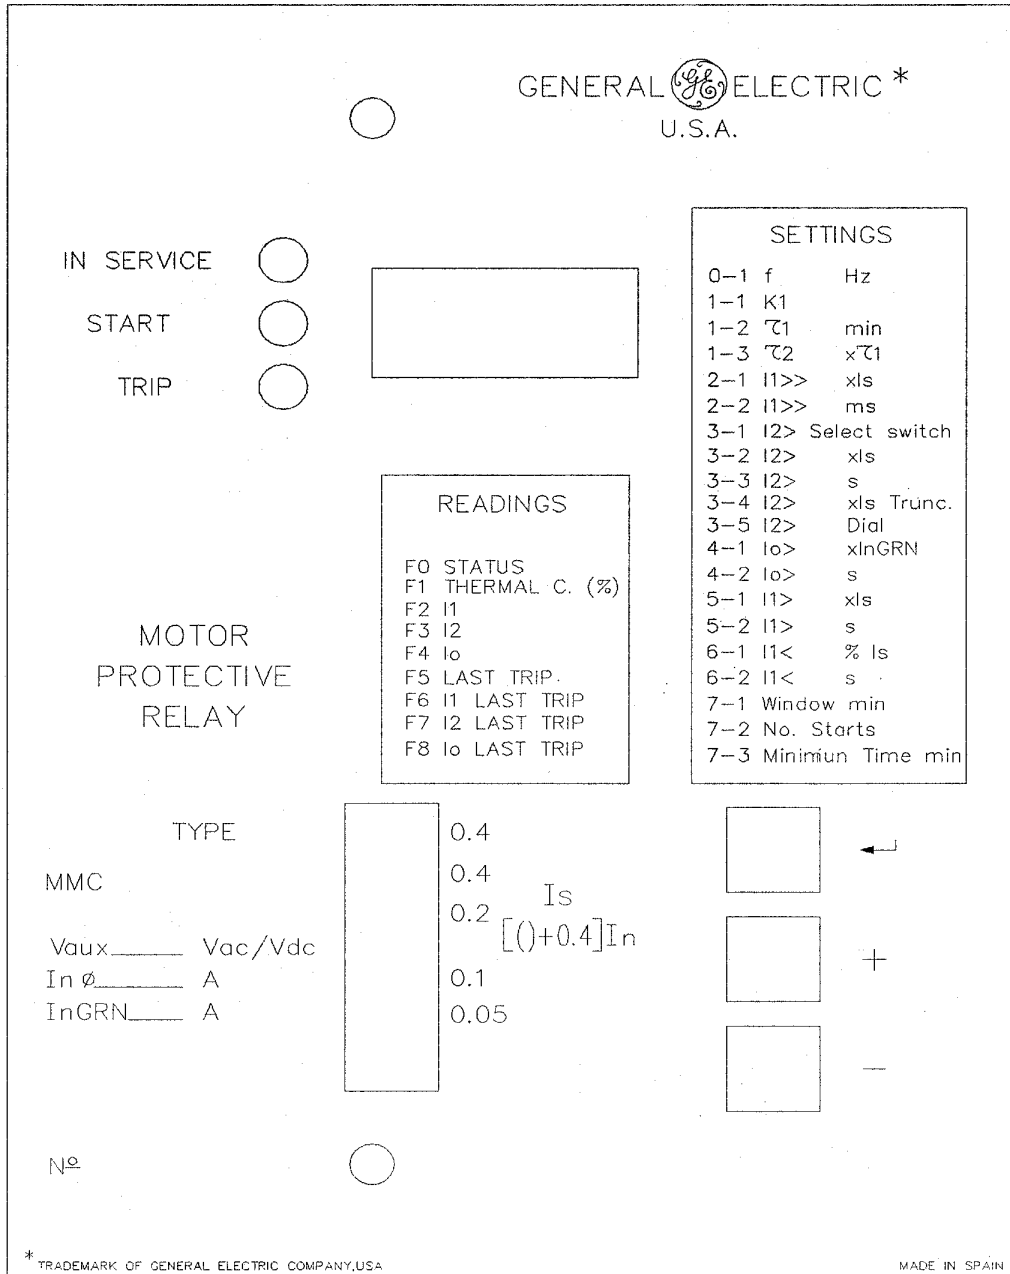 GENERAL GE ELECTRIC *
U.S.A.
IN SERVICE
START
TRIP
SETTINGS
0-1 f Hz
1-1 K1
1-2 τ1 min
1-3 τ2 xτ1
2-1 I1>> xIs
2-2 I1>> ms
3-1 I2> Select switch
3-2 I2> xIs
3-3 I2> s
3-4 I2> xIs Trunc.
3-5 I2> Dial
4-1 Io> xInGRN
4-2 Io> s
5-1 I1> xIs
5-2 I1> s
6-1 I1< % Is
6-2 I1< s
7-1 Window min
7-2 No. Starts
7-3 Minimiun Time min
READINGS
F0 STATUS
F1 THERMAL C. (%)
F2 I1
F3 I2
F4 Io
F5 LAST TRIP.
F6 I1 LAST TRIP
F7 I2 LAST TRIP
F8 Io LAST TRIP
MOTOR
PROTECTIVE
RELAY
TYPE
MMC
Vaux_____ Vac/Vdc
In ø______ A
InGRN____ A
0.4
0.4
0.2
0.1
0.05
Is
[()+0.4]In
+
−
Nº
* TRADEMARK OF GENERAL ELECTRIC COMPANY,USA
MADE IN SPAIN